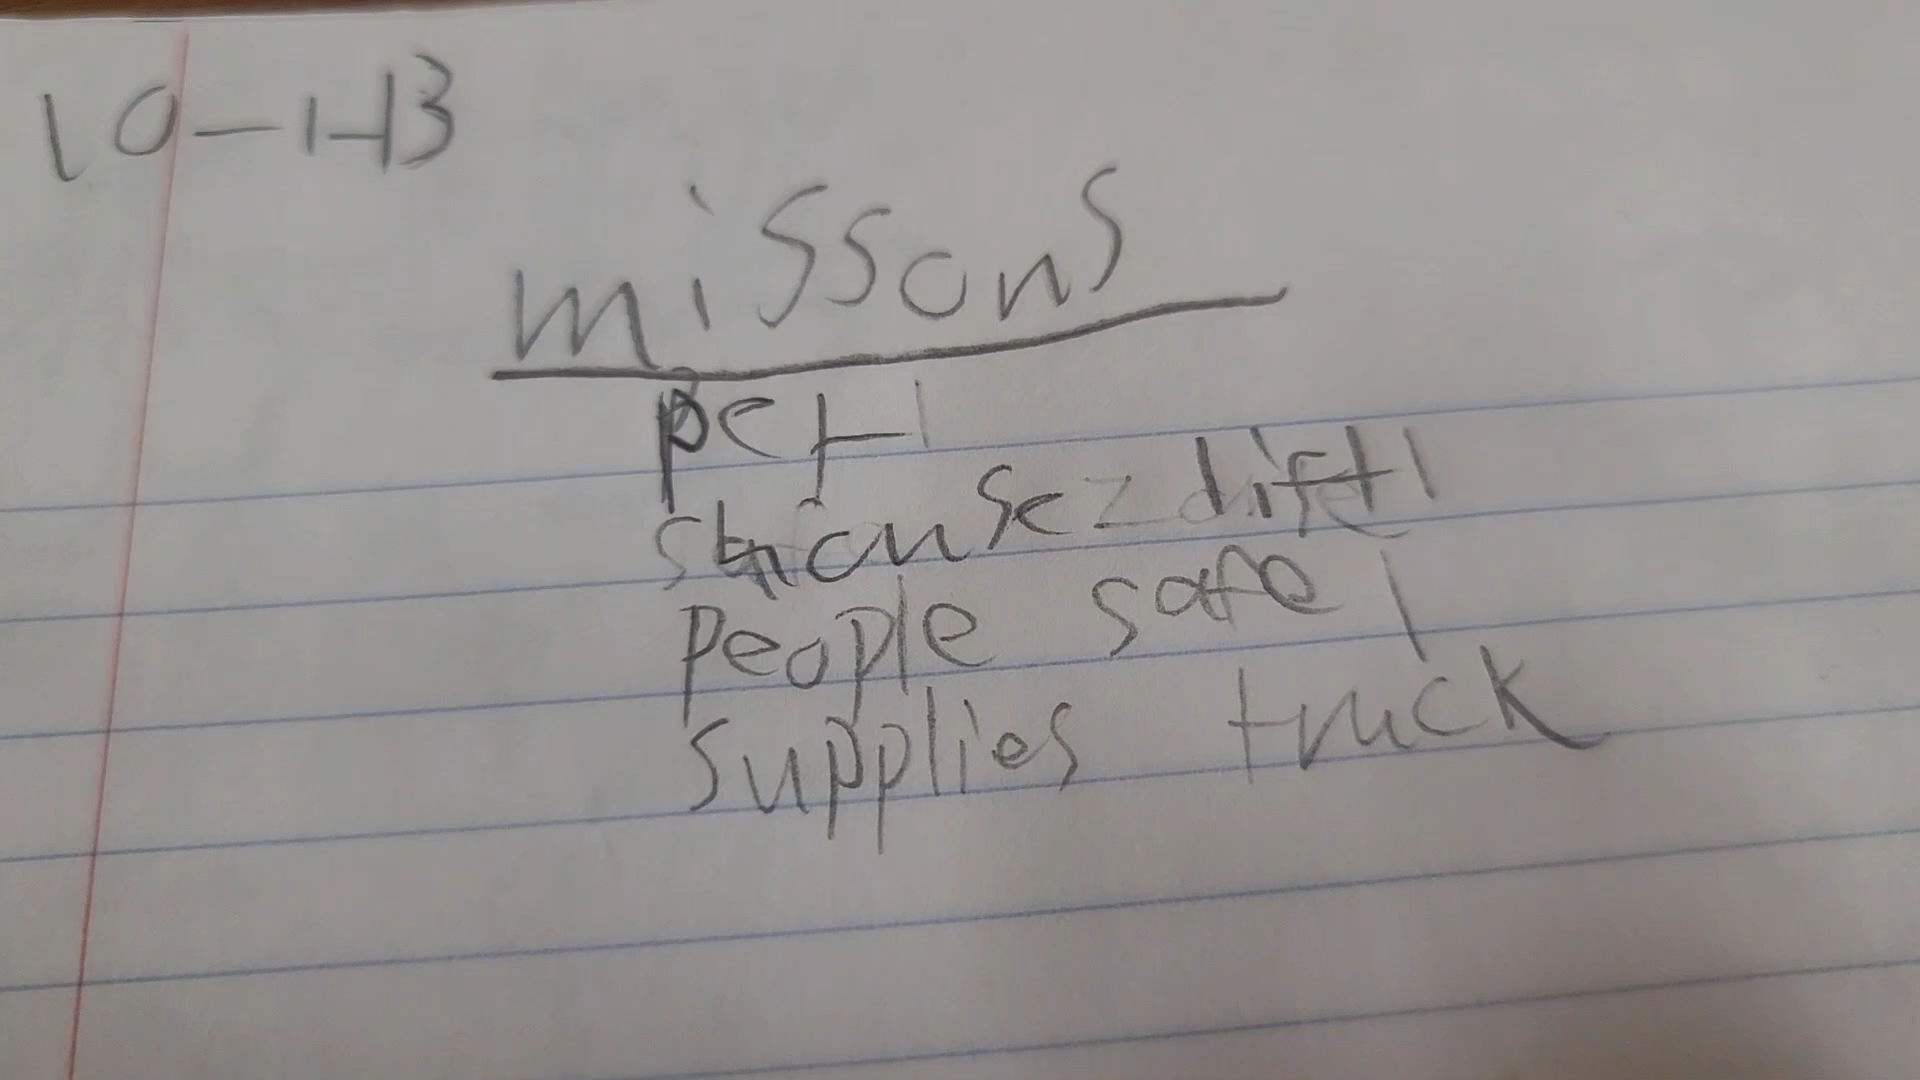 10-1-13
missons
pet
people safe
supplies truck